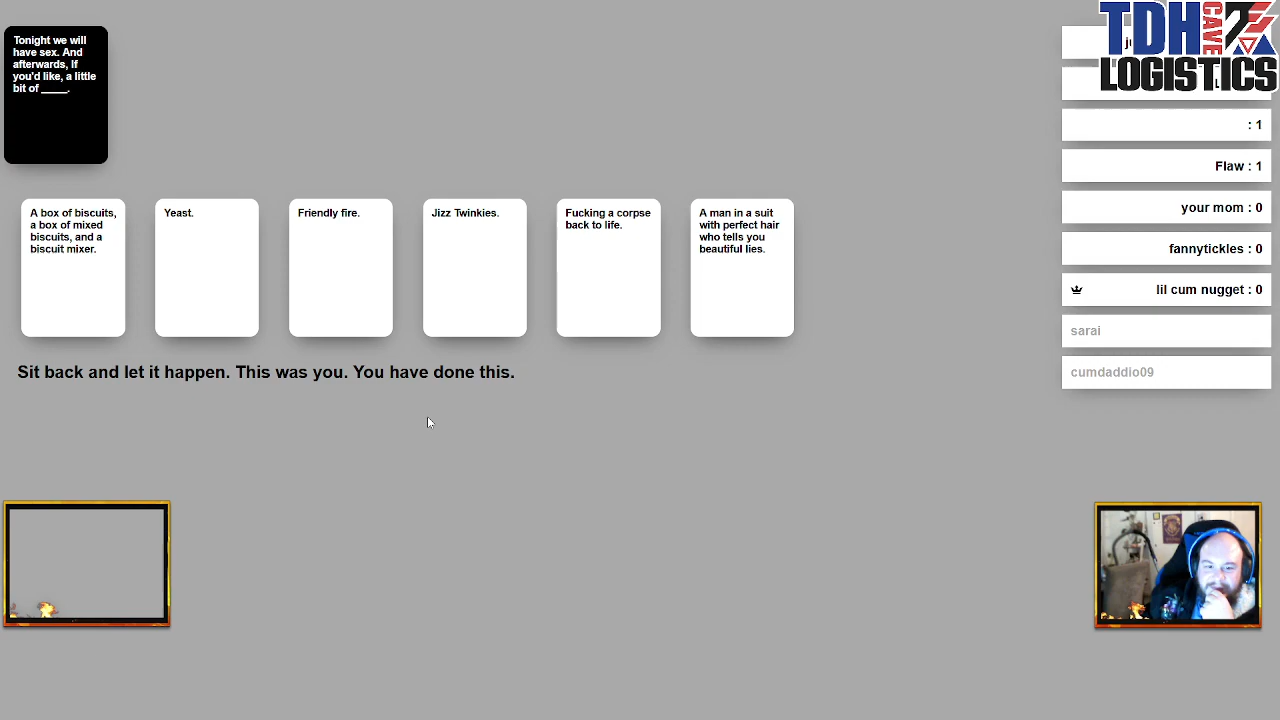 Tonight we will
have sex. And
afterwards, If
you'd like, a little
bit of _____.
A box of biscuits,
a box of mixed
biscuits, and a
biscuit mixer.
Yeast.
Friendly fire.
Jizz Twinkies.
Fucking a corpse
back to life.
A man in a suit
with perfect hair
who tells you
beautiful lies.
Sit back and let it happen. This was you. You have done this.
TDH
CAVE
LOGISTICS
: 1
Flaw : 1
your mom : 0
fannytickles : 0
lil cum nugget : 0
sarai
cumdaddio09